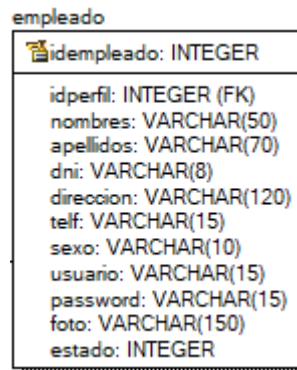 empleado
idempleado: INTEGER
idperfil: INTEGER (FK)
nombres: VARCHAR(50)
apellidos: VARCHAR(70)
dni: VARCHAR(8)
direccion: VARCHAR(120)
telf: VARCHAR(15)
sexo: VARCHAR(10)
usuario: VARCHAR(15)
password: VARCHAR(15)
foto: VARCHAR(150)
estado: INTEGER